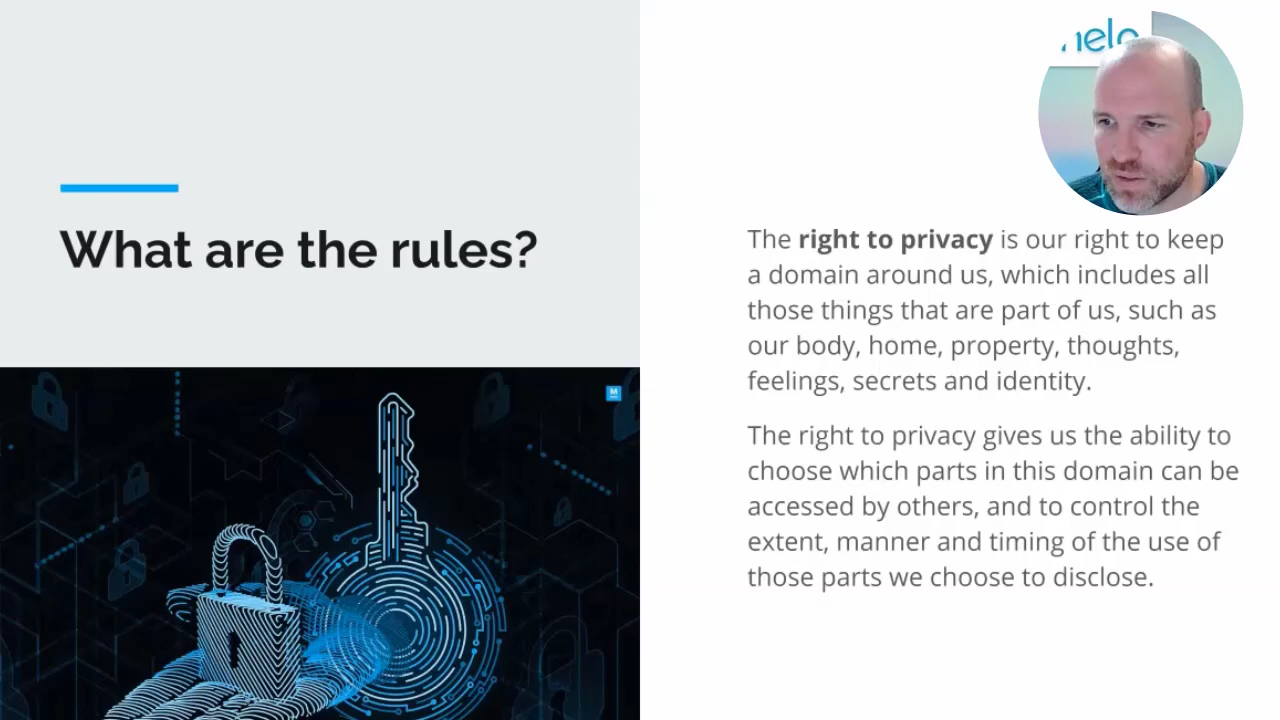 helo
What are the rules?
The right to privacy is our right to keep
a domain around us, which includes all
those things that are part of us, such as
our body, home, property, thoughts,
feelings, secrets and identity.
The right to privacy gives us the ability to
choose which parts in this domain can be
accessed by others, and to control the
extent, manner and timing of the use of
those parts we choose to disclose.
M